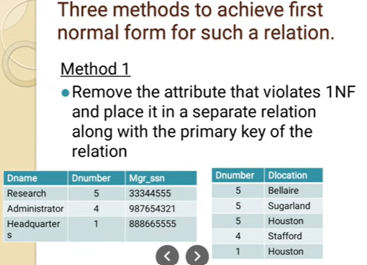 Three methods to achieve first
normal form for such a relation.
Method 1
Remove the attribute that violates 1NF
and place it in a separate relation
along with the primary key of the
relation
Dname Dnumber Mgr_ssn
Research 5 33344555
Administrator 4 987654321
Headquarter 1 888665555
s
Dnumber Dlocation
5 Bellaire
5 Sugarland
5 Houston
4 Stafford
1 Houston